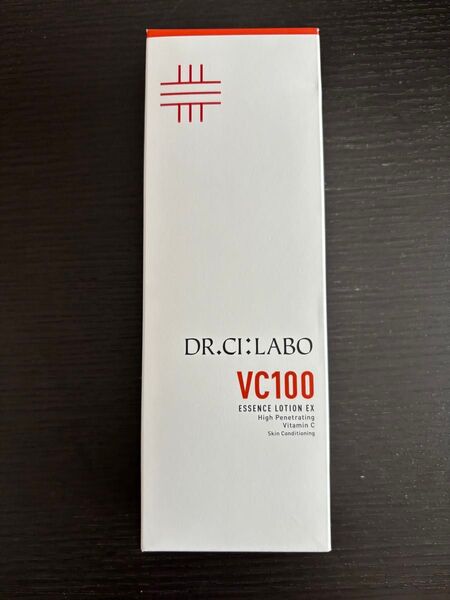 DR.CI:LABO
VC100
ESSENCE LOTION EX
High Penetrating
Vitamin C
Skin Conditioning